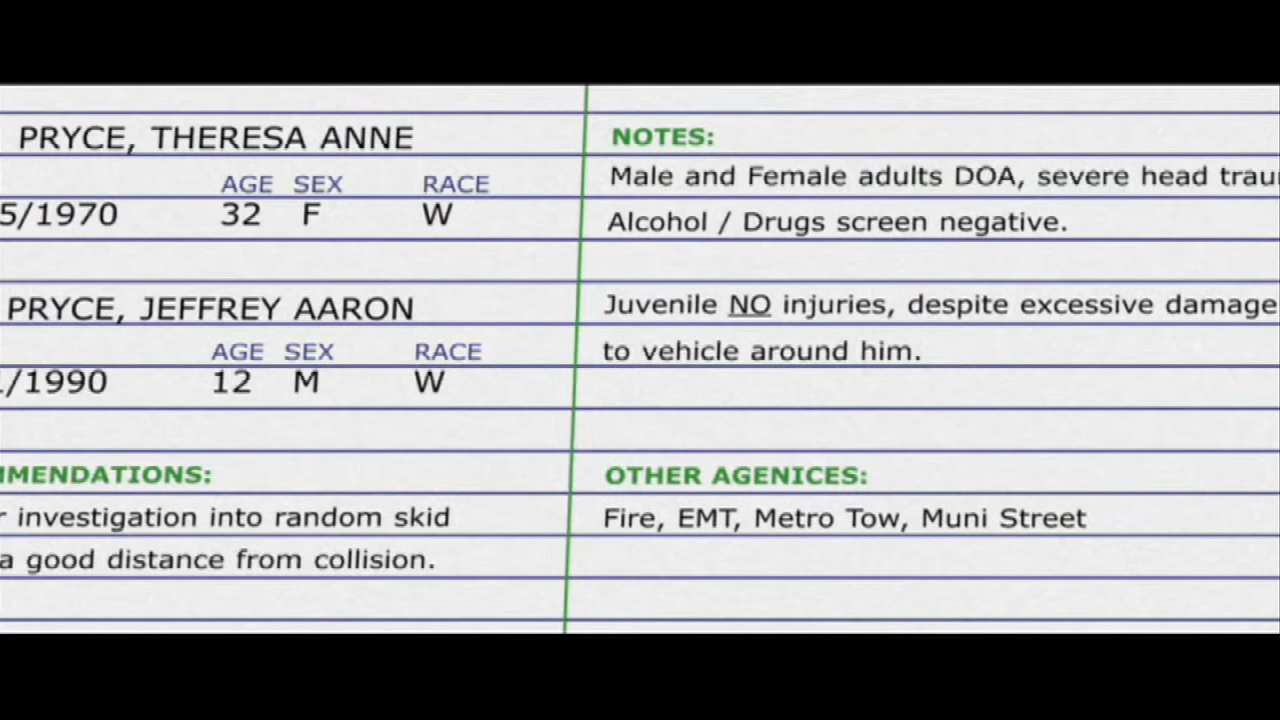 PRYCE, THERESA ANNE
AGE SEX RACE
5/1970 32 F W
PRYCE, JEFFREY AARON
AGE SEX RACE
/1990 12 M W
MMENDATIONS:
r investigation into random skid
a good distance from collision.
NOTES:
Male and Female adults DOA, severe head trau
Alcohol / Drugs screen negative.
Juvenile NO injuries, despite excessive damage
to vehicle around him.
OTHER AGENICES:
Fire, EMT, Metro Tow, Muni Street